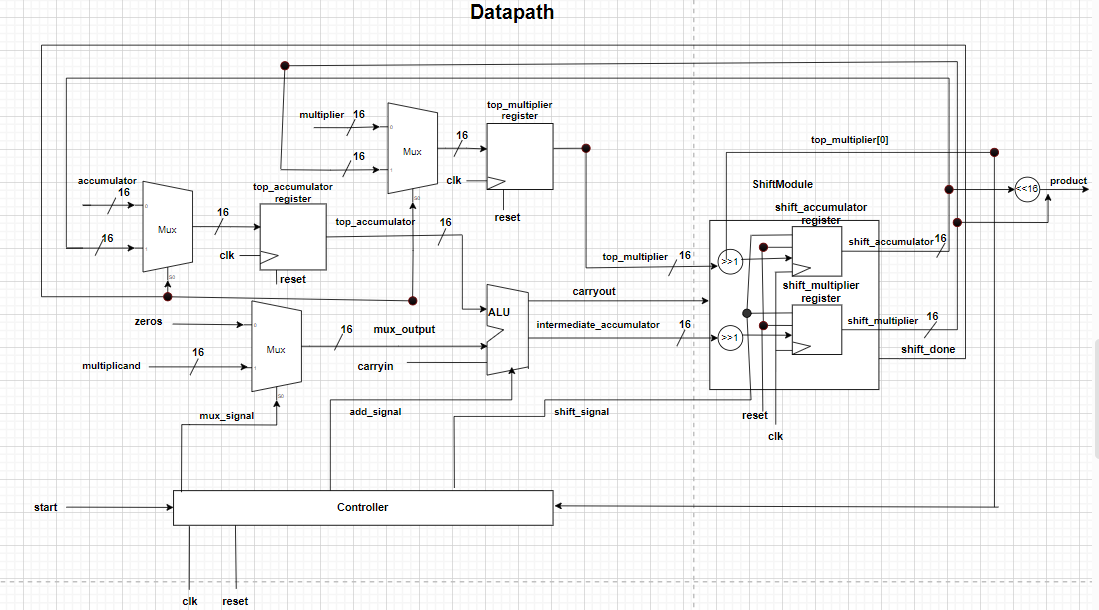 Datapath
top_multiplier
register
multiplier
16
0
16
Mux
1
16
clk
S0
reset
top_multiplier[0]
ShiftModule
accumulator
16
0
Mux
16
1
S0
16
top_accumulator
register
clk
reset
top_accumulator
16
shift_accumulator
register
<<16
product
shift_accumulator
16
top_multiplier
16
>>1
shift_multiplier
register
shift_multiplier
16
shift_done
carryout
ALU
intermediate_accumulator
16
>>1
zeros
0
Mux
16
multiplicand
1
S0
16
mux_output
carryin
mux_signal
add_signal
shift_signal
reset
clk
start
Controller
clk
reset